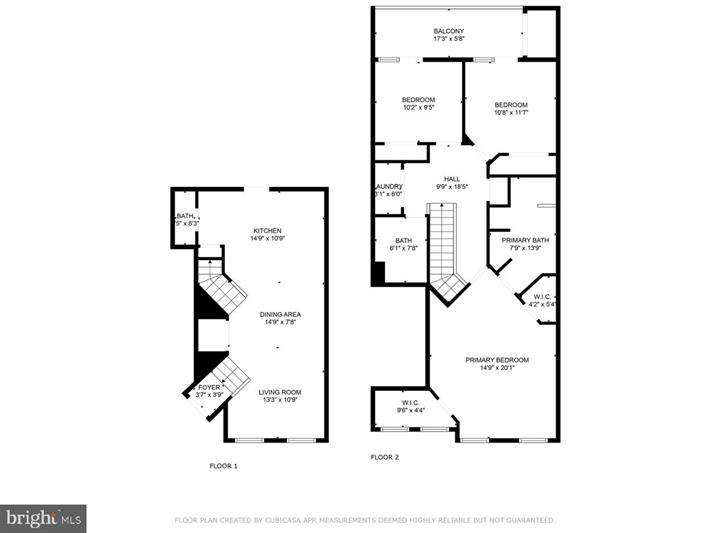 BALCONY
17'3" x 5'8"
BEDROOM
10'2" x 9'5"
BEDROOM
10'8" x 11'7"
HALL
9'9" x 18'5"
LAUNDRY
3'1" x 6'0"
BATH
6'1" x 7'8"
PRIMARY BATH
7'9" x 13'9"
W.I.C.
4'2" x 5'4"
PRIMARY BEDROOM
14'9" x 20'1"
W.I.C.
9'6" x 4'4"
FLOOR 2
BATH
5" x 6'3"
KITCHEN
14'9" x 10'9"
DINING AREA
14'9" x 7'8"
FOYER
3'7" x 3'9"
LIVING ROOM
13'3" x 10'9"
FLOOR 1
bright MLS
FLOOR PLAN CREATED BY CUBICASA APP. MEASUREMENTS DEEMED HIGHLY RELIABLE BUT NOT GUARANTEED.